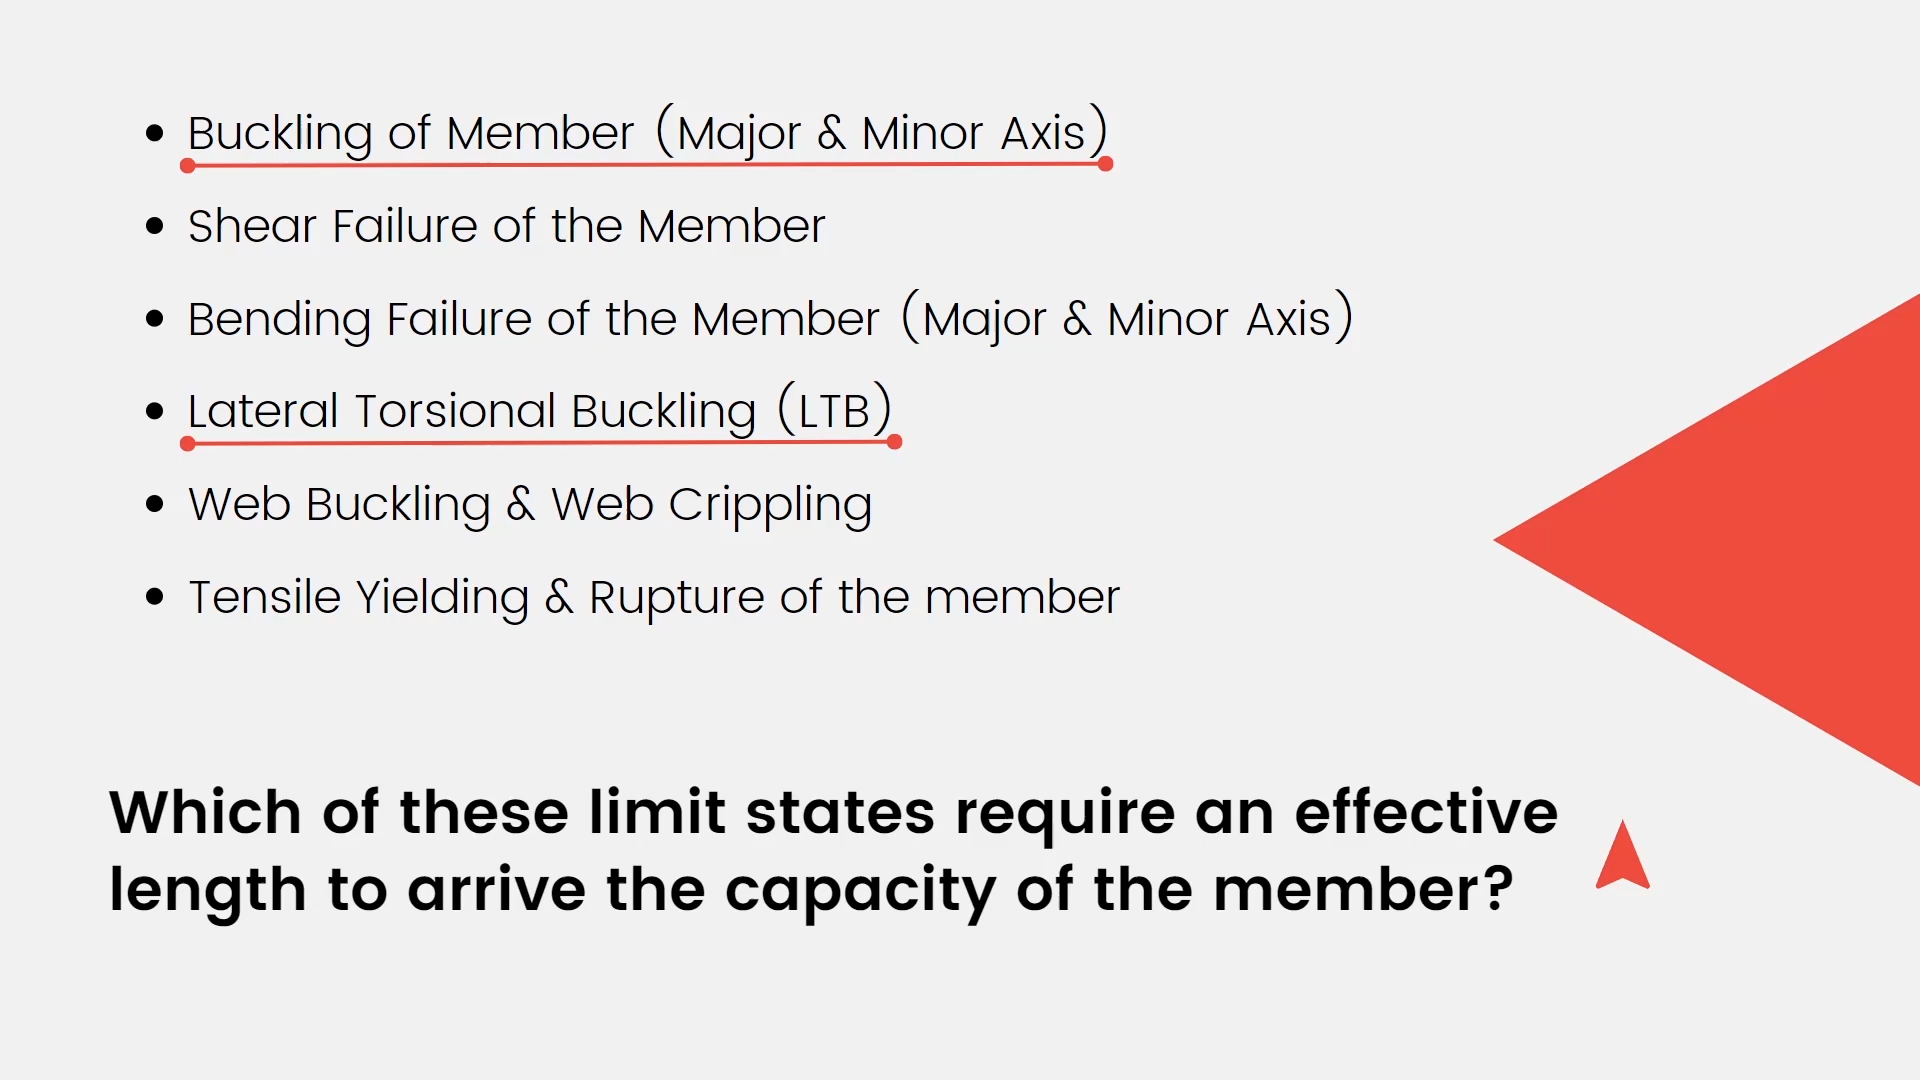 • Buckling of Member (Major & Minor Axis)
• Shear Failure of the Member
• Bending Failure of the Member (Major & Minor Axis)
• Lateral Torsional Buckling (LTB)
• Web Buckling & Web Crippling
• Tensile Yielding & Rupture of the member
Which of these limit states require an effective
length to arrive the capacity of the member?